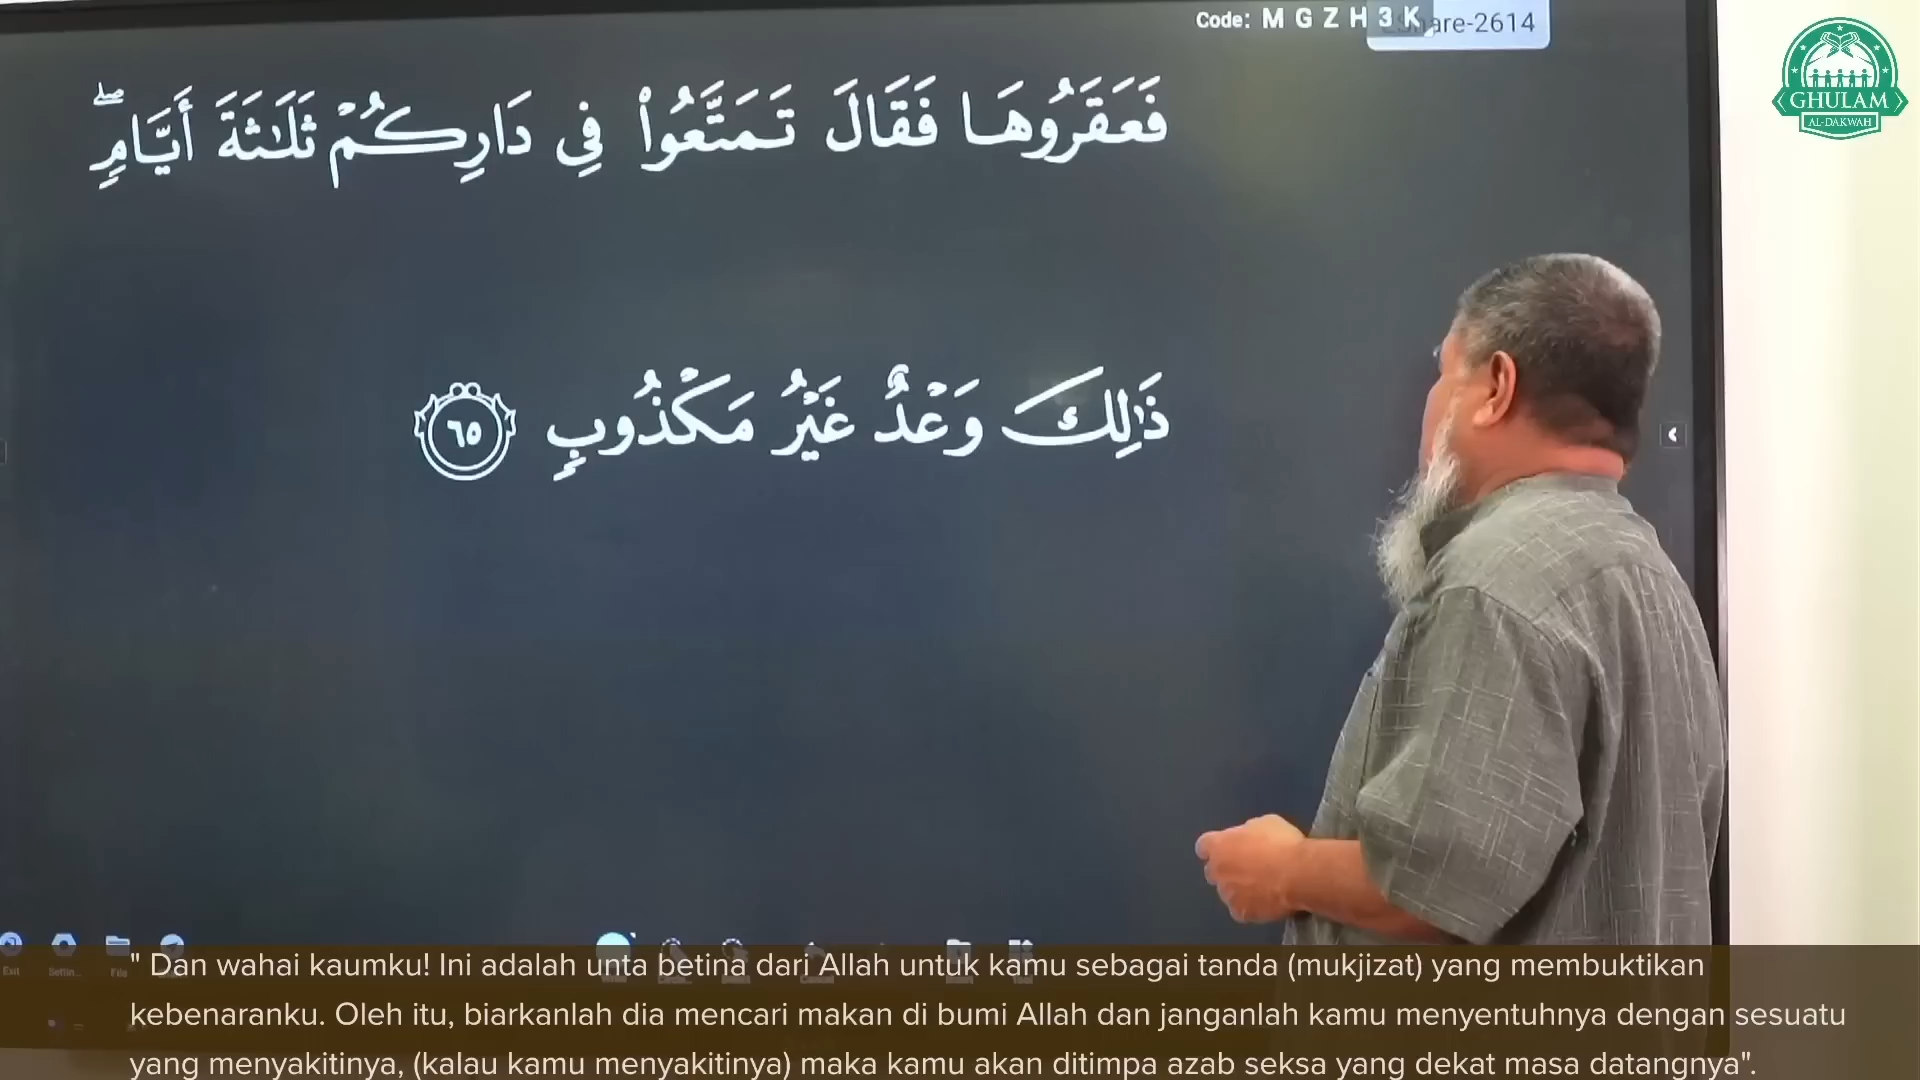 Code: M G Z H 3 K
are-2614
GHULAM
AL-DAKWAH
فَعَقَرُوهَا فَقَالَ تَمَتَّعُوا۟ فِى دَارِكُمْ ثَلَـٰثَةَ أَيَّامٍۢ ۖ
ذَٰلِكَ وَعْدٌ غَيْرُ مَكْذُوبٍۢ ٦٥
Exit
File
" Dan wahai kaumku! Ini adalah unta betina dari Allah untuk kamu sebagai tanda (mukjizat) yang membuktikan
kebenaranku. Oleh itu, biarkanlah dia mencari makan di bumi Allah dan janganlah kamu menyentuhnya dengan sesuatu
yang menyakitinya, (kalau kamu menyakitinya) maka kamu akan ditimpa azab seksa yang dekat masa datangnya".